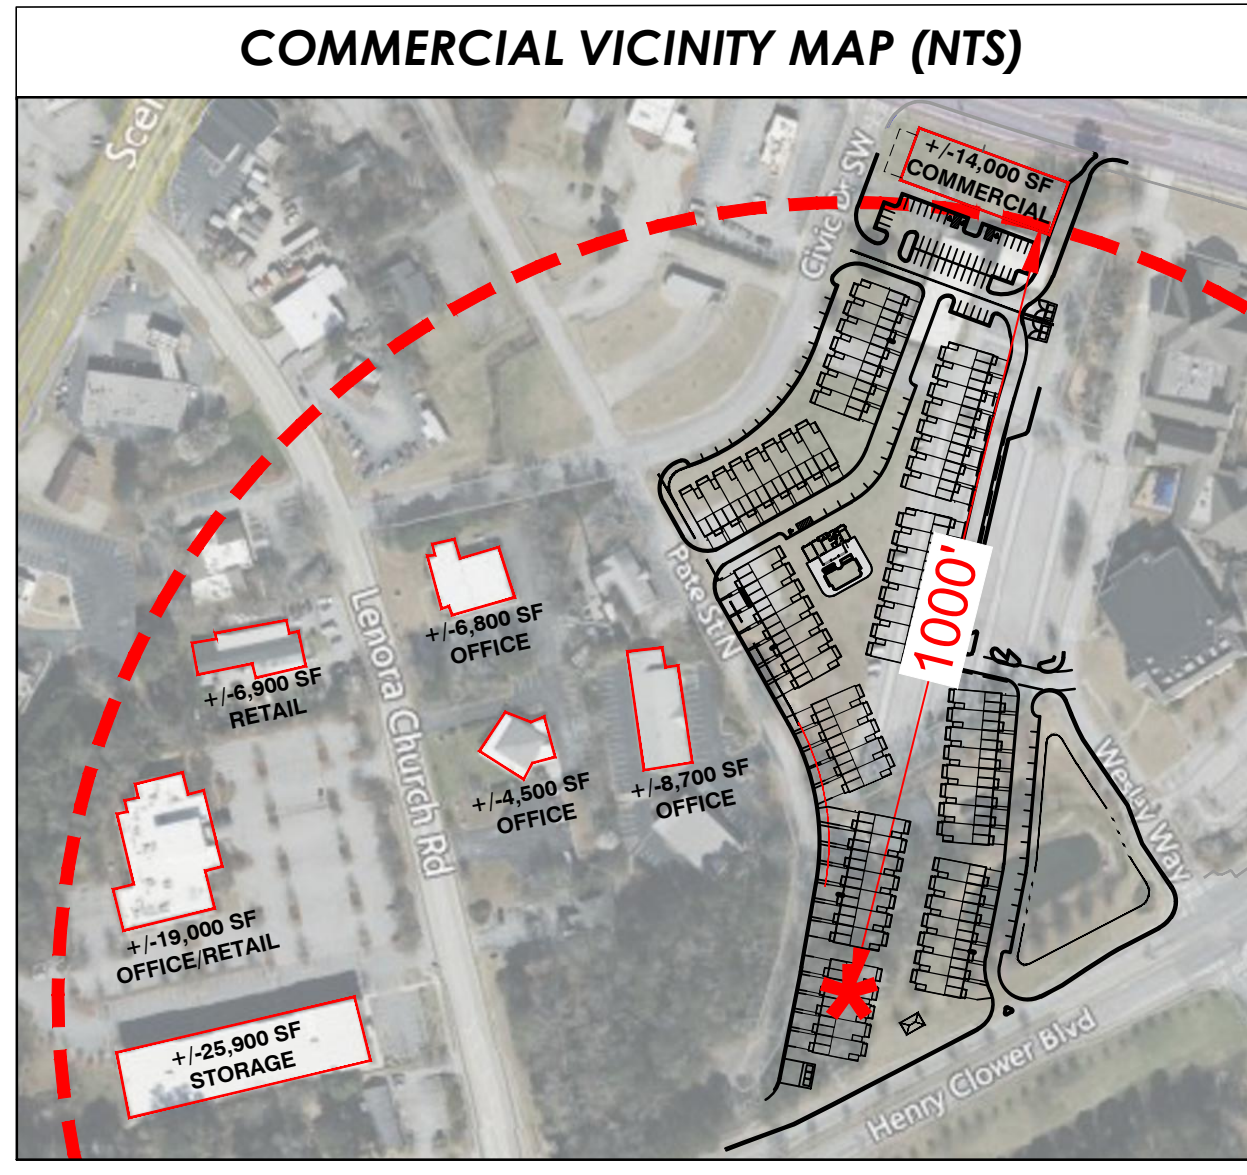 COMMERCIAL VICINITY MAP (NTS)
Scen
Civic Dr SW
+/-14,000 SF
COMMERCIAL
Pate St N
Lenora Church Rd
1000'
+/-6,800 SF
OFFICE
+/-6,900 SF
RETAIL
+/-4,500 SF
OFFICE
+/-8,700 SF
OFFICE
Wesley Way
+/-19,000 SF
OFFICE/RETAIL
+/-25,900 SF
STORAGE
Henry Clower Blvd